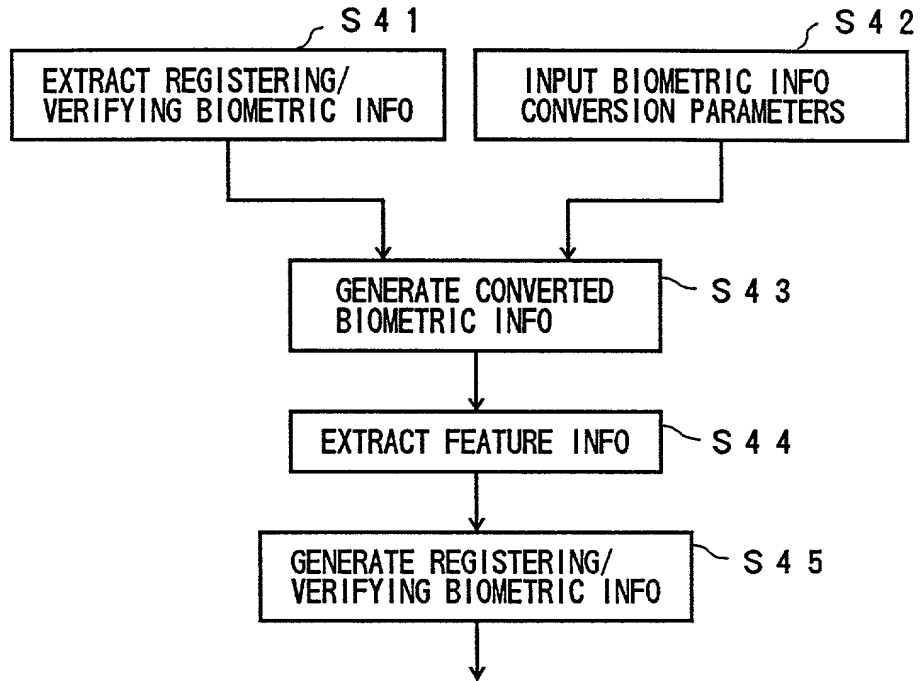 S41
EXTRACT REGISTERING/
VERIFYING BIOMETRIC INFO
S42
INPUT BIOMETRIC INFO
CONVERSION PARAMETERS
GENERATE CONVERTED
BIOMETRIC INFO
S43
EXTRACT FEATURE INFO
S44
GENERATE REGISTERING/
VERIFYING BIOMETRIC INFO
S45